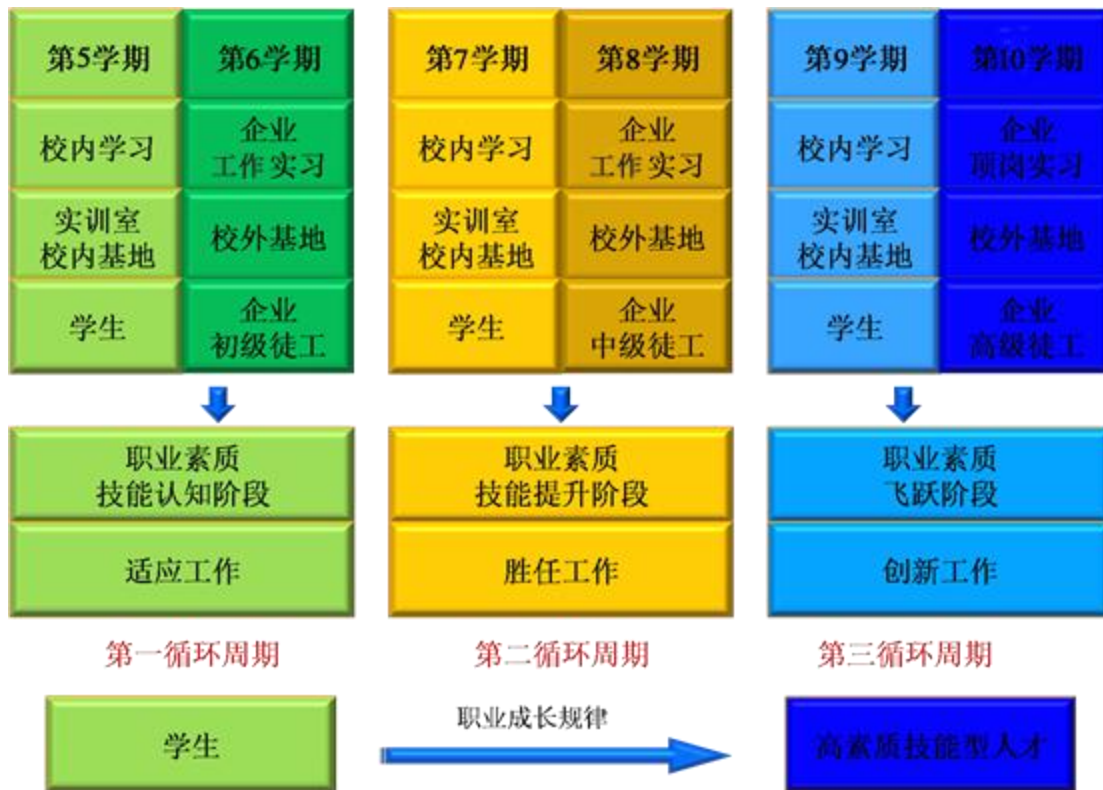 第5学期 第6学期 第7学期 第8学期 第9学期 第10学期
校内学习
企业
工作实习
校内学习
企业
工作实习
校内学习
企业
顶岗实习
实训室
校内基地
校外基地
实训室
校内基地
校外基地
实训室
校内基地
校外基地
学生
企业
初级徒工
学生
企业
中级徒工
学生
企业
高级徒工
职业素质
技能认知阶段
职业素质
技能提升阶段
职业素质
飞跃阶段
适应工作
胜任工作
创新工作
第一循环周期
第二循环周期
第三循环周期
学生
职业成长规律
高素质技能型人才